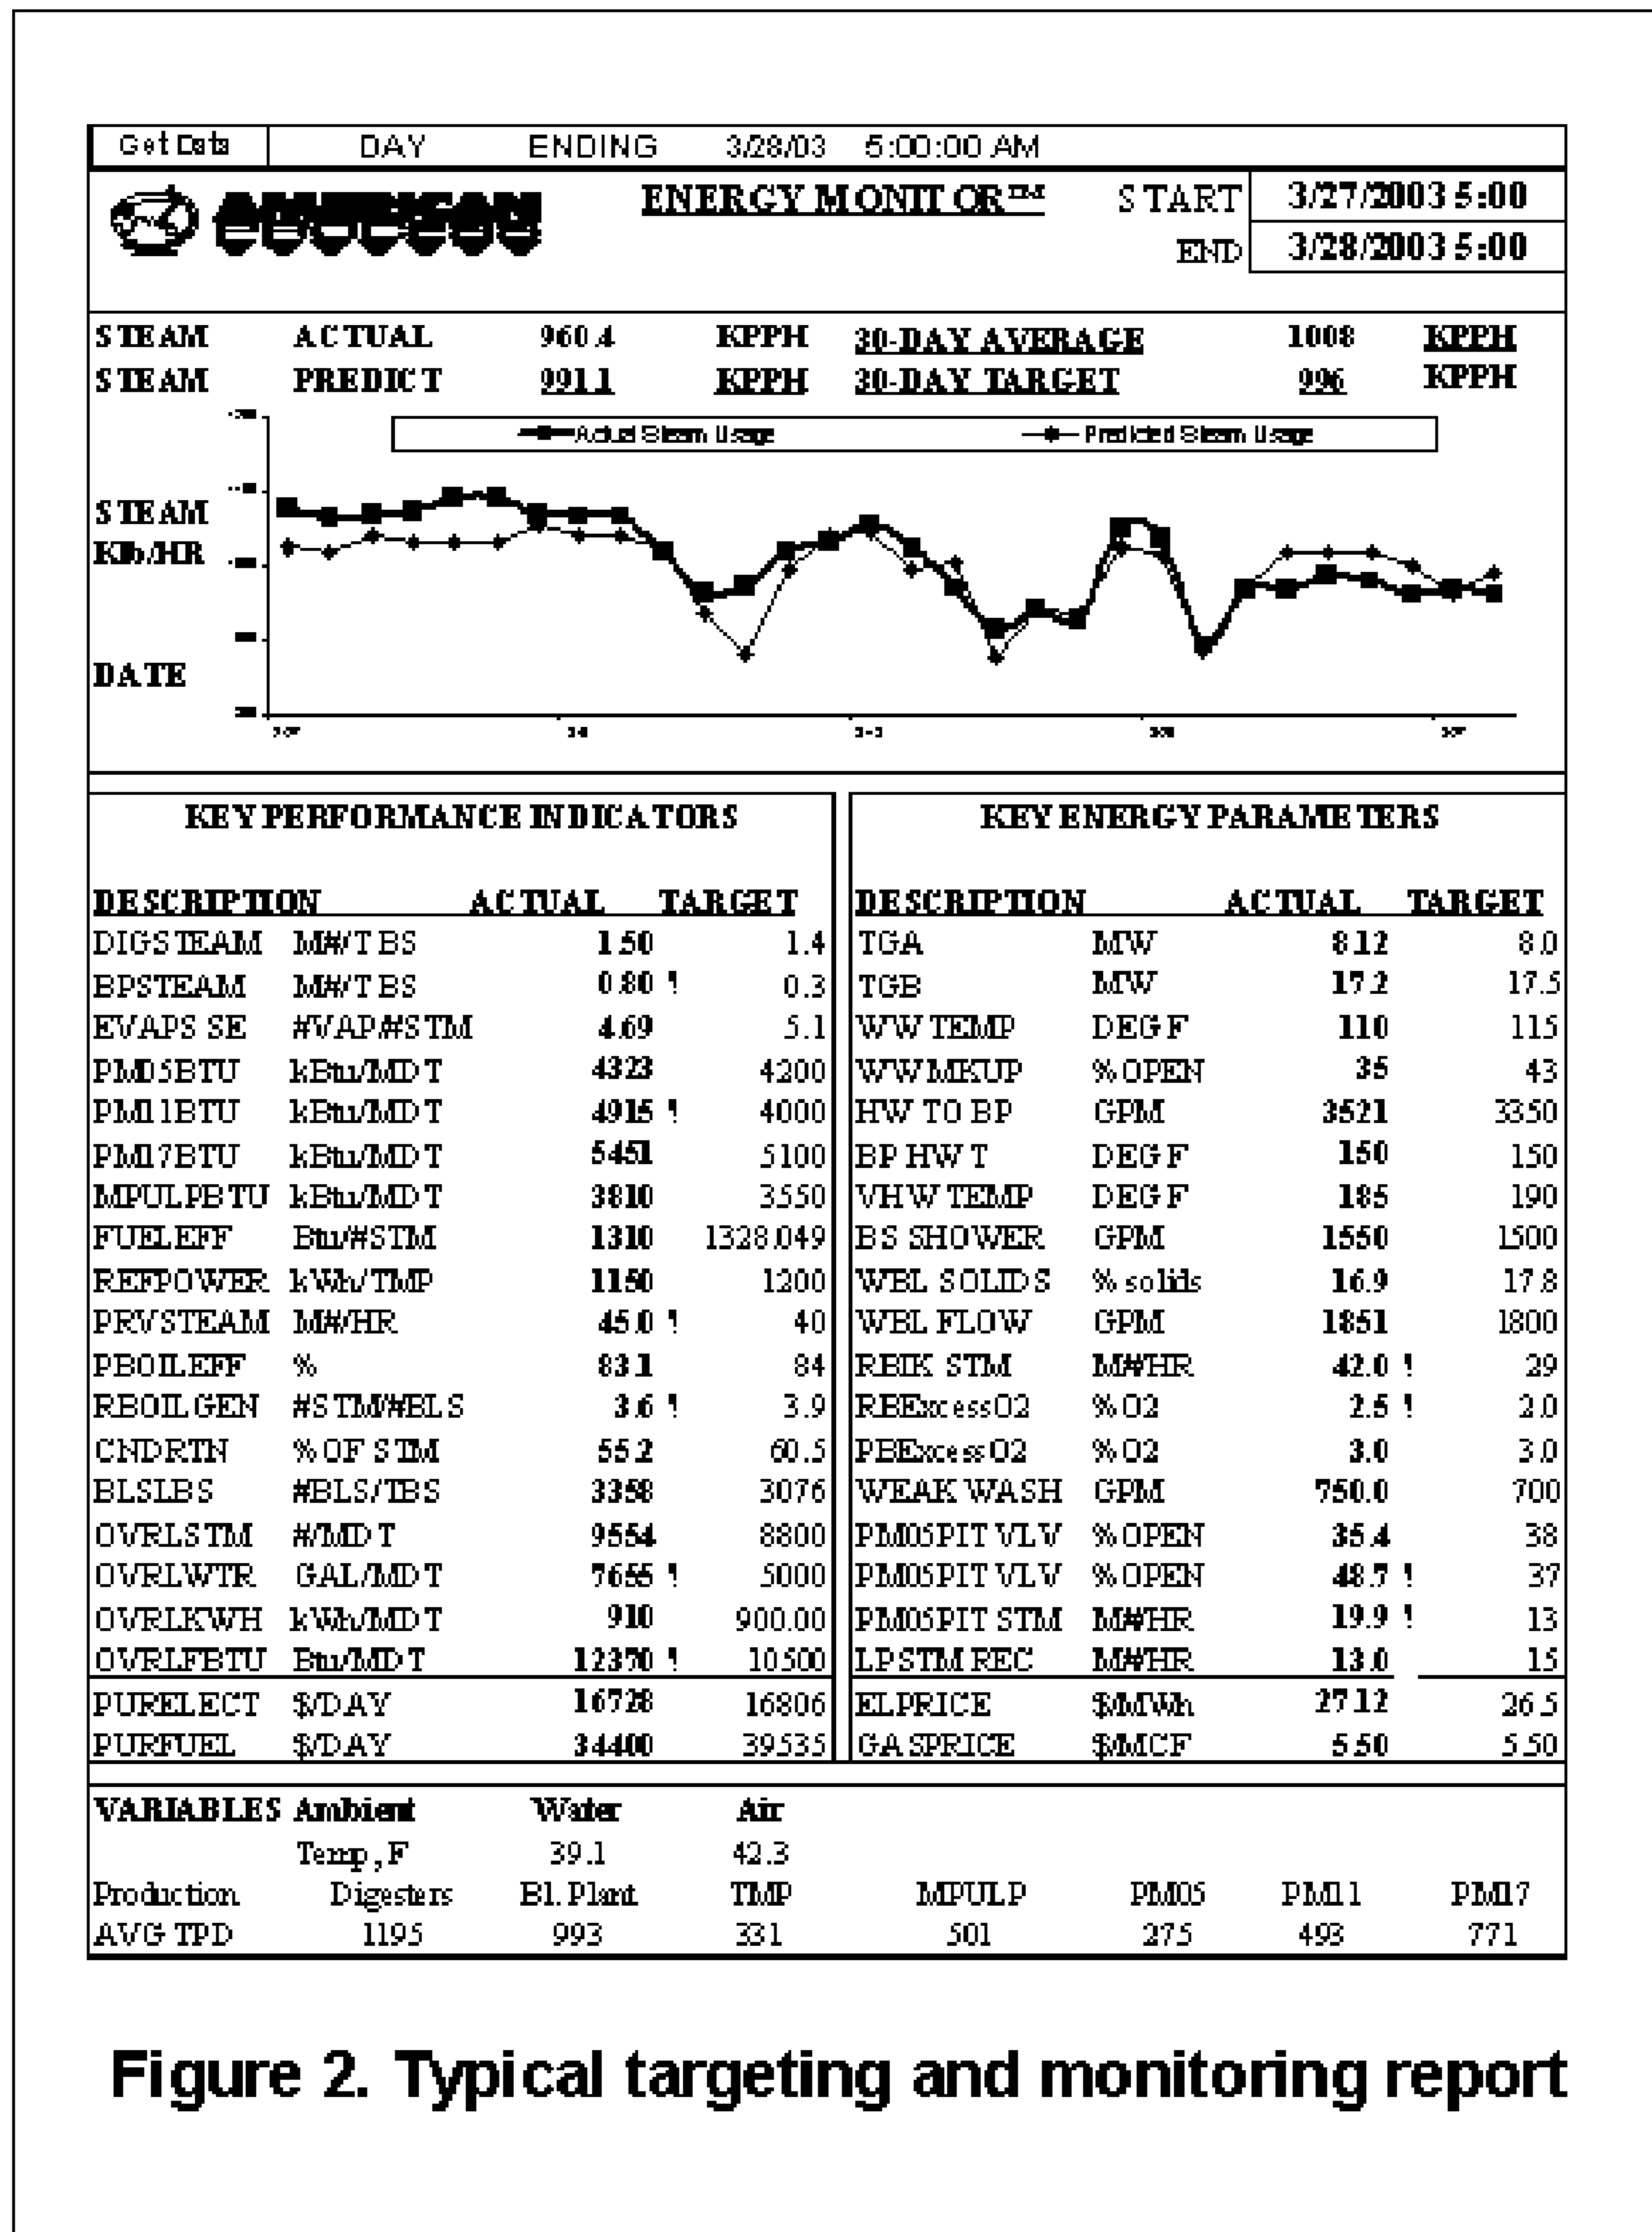 Get Data DAY ENDING 3/28/03 5:00:00 AM
AMERICAN PROCESS ENERGY MONITOR™ START 3/27/2003 5:00
END 3/28/2003 5:00
STEAM ACTUAL 960.4 KPPH 30-DAY AVERAGE 1008 KPPH
STEAM PREDICT 991.1 KPPH 30-DAY TARGET 996 KPPH
Actual Steam Usage Predicted Steam Usage
STEAM
Klb/HR
DATE
KEY PERFORMANCE INDICATORS
DESCRIPTION ACTUAL TARGET
DIGSTEAM M#/TBS 1.50 1.4
BPSTEAM M#/TBS 0.80 ! 0.3
EVAPS SE #VAP/#STM 4.69 5.1
PM05BTU kBtu/MDT 4323 4200
PM11BTU kBtu/MDT 4915 ! 4000
PM17BTU kBtu/MDT 5451 5100
MPULPBTU kBtu/MDT 3810 3550
FUELEFF Btu/#STM 1310 1328.049
REFPOWER kWh/TMP 1150 1200
PRVSTEAM M#/HR 45.0 ! 40
PBOILEFF % 83.1 84
RBOILGEN #STM/#BLS 3.6 ! 3.9
CNDRTN % OF STM 55.2 60.5
BLSLBS #BLS/TBS 3358 3076
OVRLSTM #/MDT 9554 8800
OVRLWTR GAL/MDT 7655 ! 5000
OVRLKWH kWh/MDT 910 900.00
OVRLFBTU Btu/MDT 12370 ! 10500
PURELECT $/DAY 16728 16806
PURFUEL $/DAY 34400 39535
KEY ENERGY PARAMETERS
DESCRIPTION ACTUAL TARGET
TGA MW 8.12 8.0
TGB MW 17.2 17.5
WW TEMP DEG F 110 115
WW MKUP % OPEN 35 43
HW TO BP GPM 3521 3350
BP HW T DEG F 150 150
VHW TEMP DEG F 185 190
BS SHOWER GPM 1550 1500
WBL SOLIDS % solids 16.9 17.8
WBL FLOW GPM 1851 1800
RBIK STM M#/HR 42.0 ! 29
RBExcessO2 %O2 2.5 ! 2.0
PBExcessO2 %O2 3.0 3.0
WEAK WASH GPM 750.0 700
PM05PIT VLV % OPEN 35.4 38
PM05PIT VLV % OPEN 48.7 ! 37
PM05PIT STM M#/HR 19.9 ! 13
LPSTM REC M#/HR 13.0 15
ELPRICE $/MWh 27.12 26.5
GASPRICE $/MCF 5.50 5.50
VARIABLES Ambient Water Air
Temp, F 39.1 42.3
Production Digesters Bl. Plant TMP MPULP PM05 PM11 PM17
AVG TPD 1195 993 331 501 275 493 771
Figure 2. Typical targeting and monitoring report